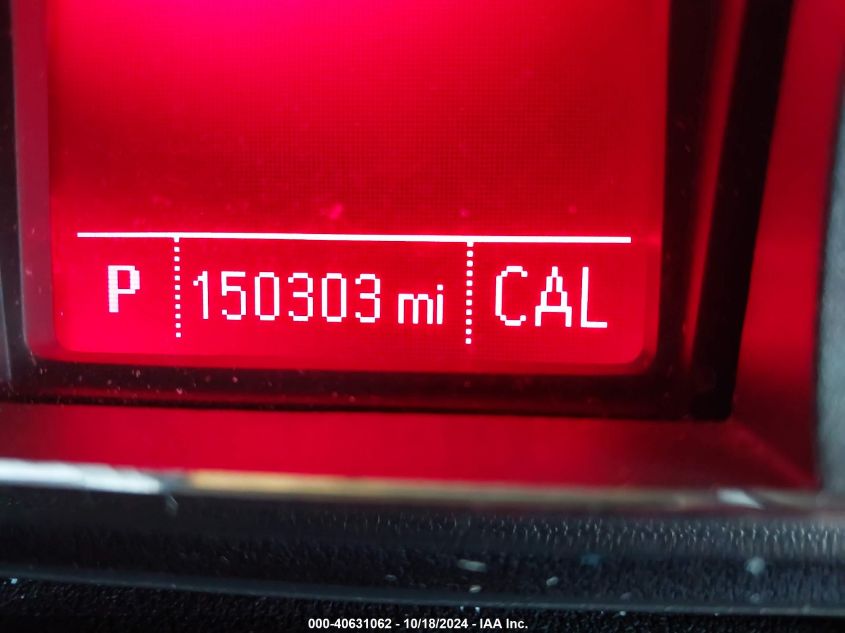 P 150303 mi CAL
000-40631062 - 10/18/2024 - IAA Inc.